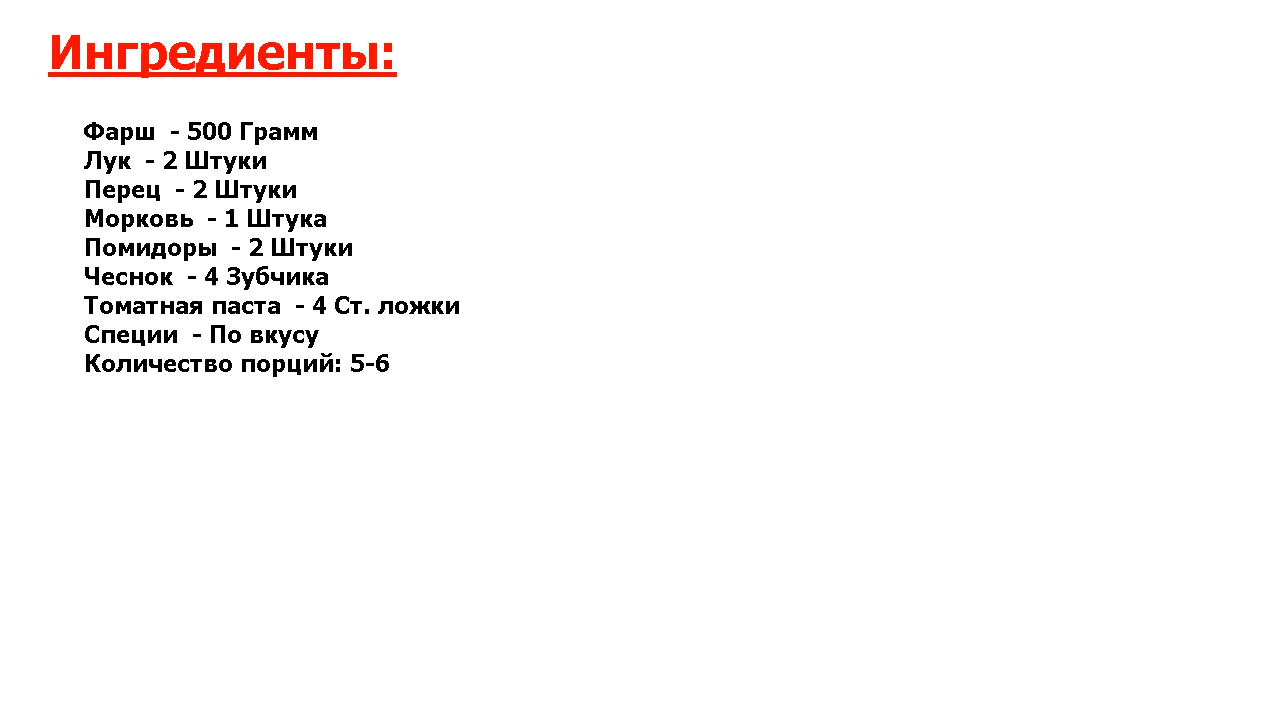 Ингредиенты:
Фарш - 500 Грамм
Лук - 2 Штуки
Перец - 2 Штуки
Морковь - 1 Штука
Помидоры - 2 Штуки
Чеснок - 4 Зубчика
Томатная паста - 4 Ст. ложки
Специи - По вкусу
Количество порций: 5-6